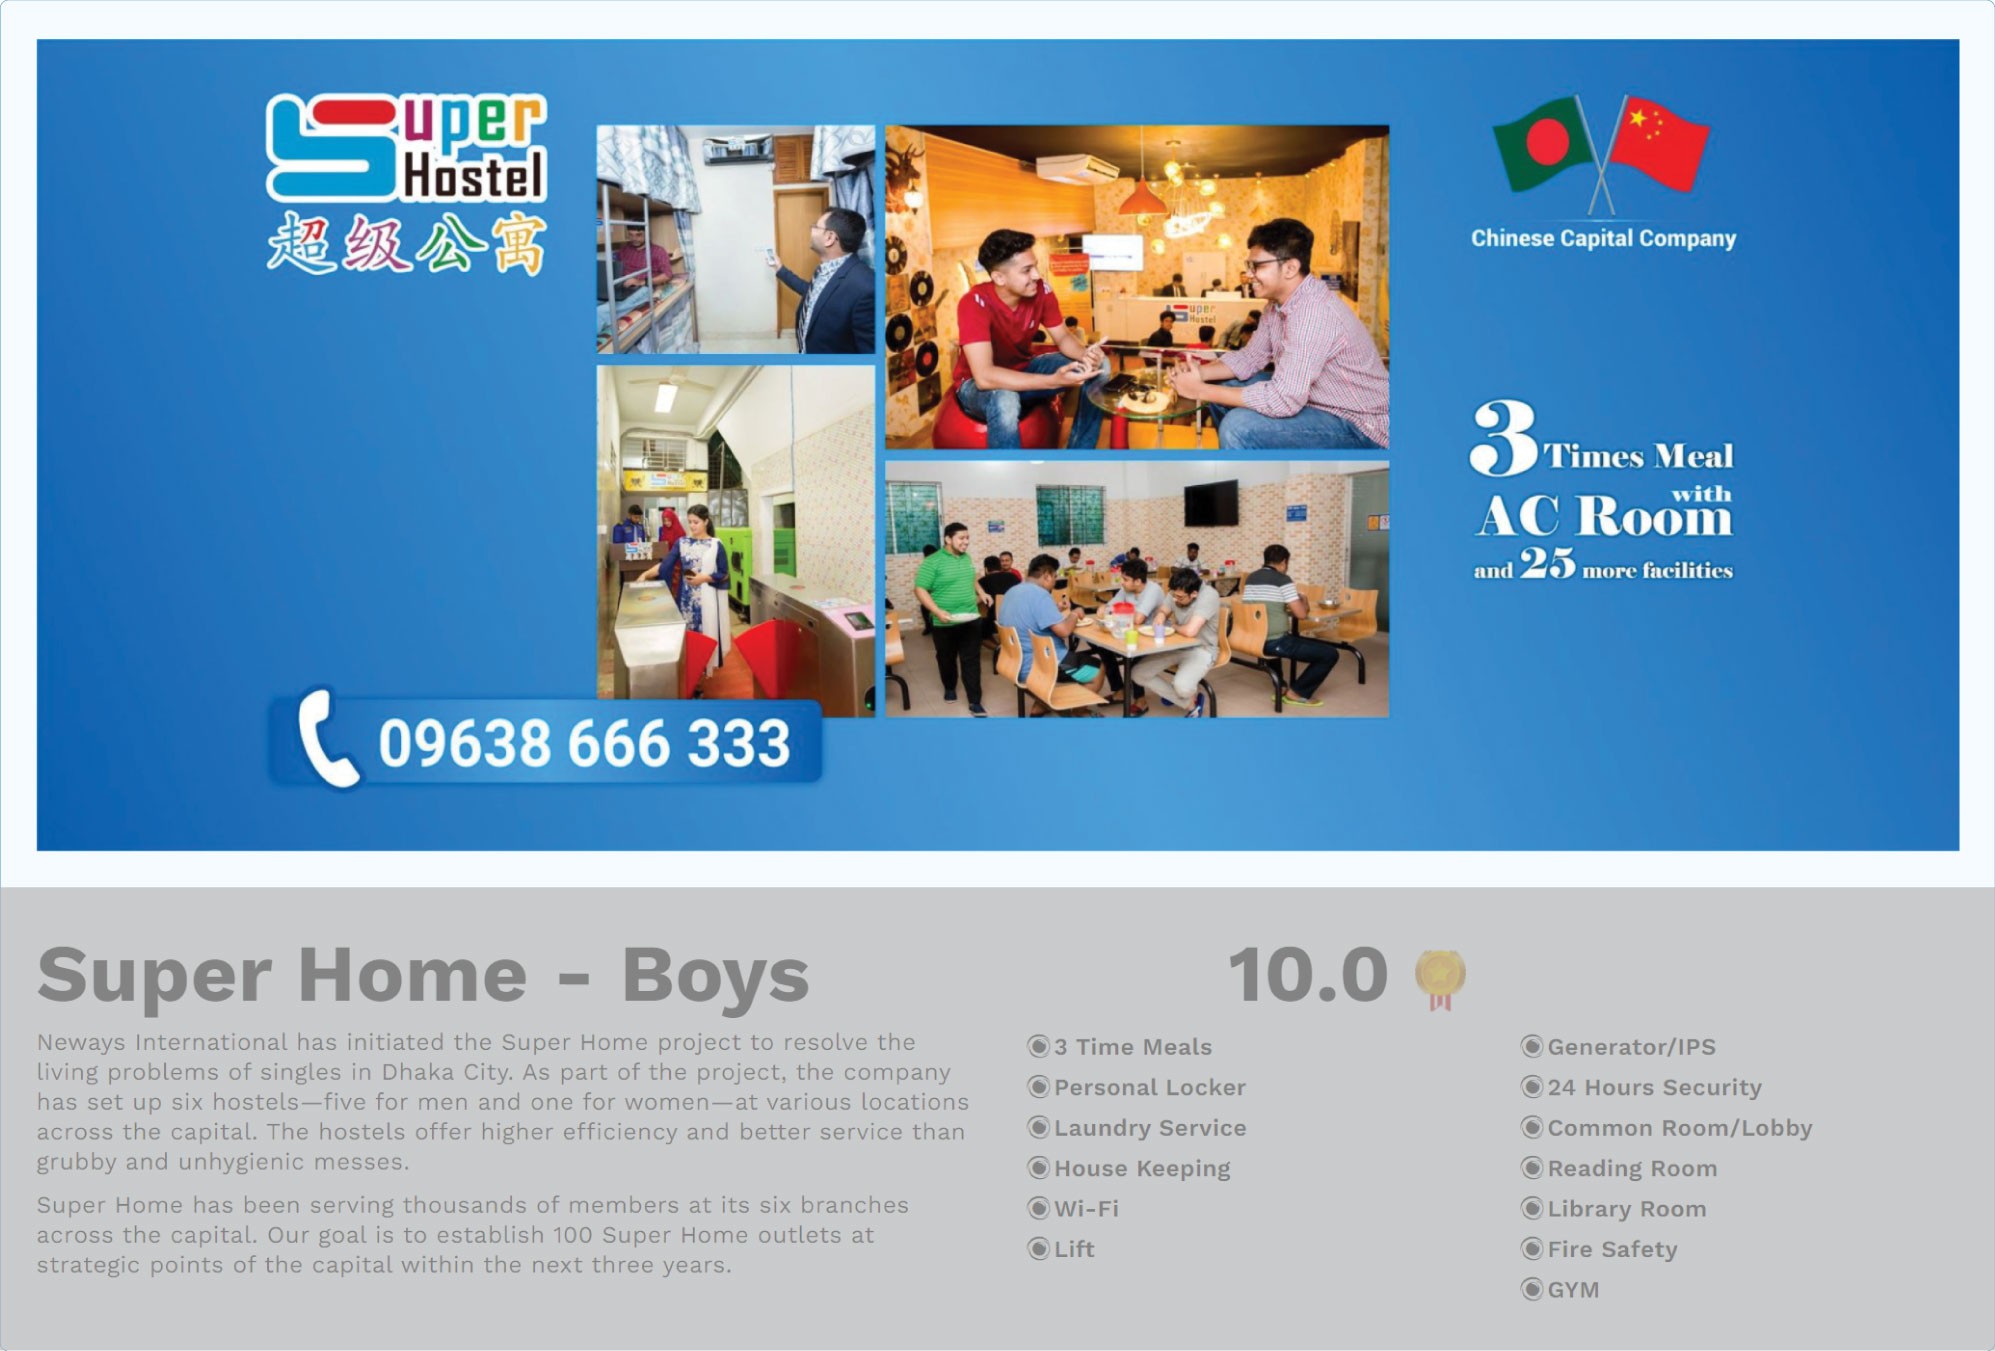 Super
Hostel
超级公寓
Chinese Capital Company
Super
Hostel
3 Times Meal
with
AC Room
and 25 more facilities
09638 666 333
Super Home - Boys
10.0
Neways International has initiated the Super Home project to resolve the
living problems of singles in Dhaka City. As part of the project, the company
has set up six hostels—five for men and one for women—at various locations
across the capital. The hostels offer higher efficiency and better service than
grubby and unhygienic messes.
Super Home has been serving thousands of members at its six branches
across the capital. Our goal is to establish 100 Super Home outlets at
strategic points of the capital within the next three years.
3 Time Meals
Personal Locker
Laundry Service
House Keeping
Wi-Fi
Lift
Generator/IPS
24 Hours Security
Common Room/Lobby
Reading Room
Library Room
Fire Safety
GYM